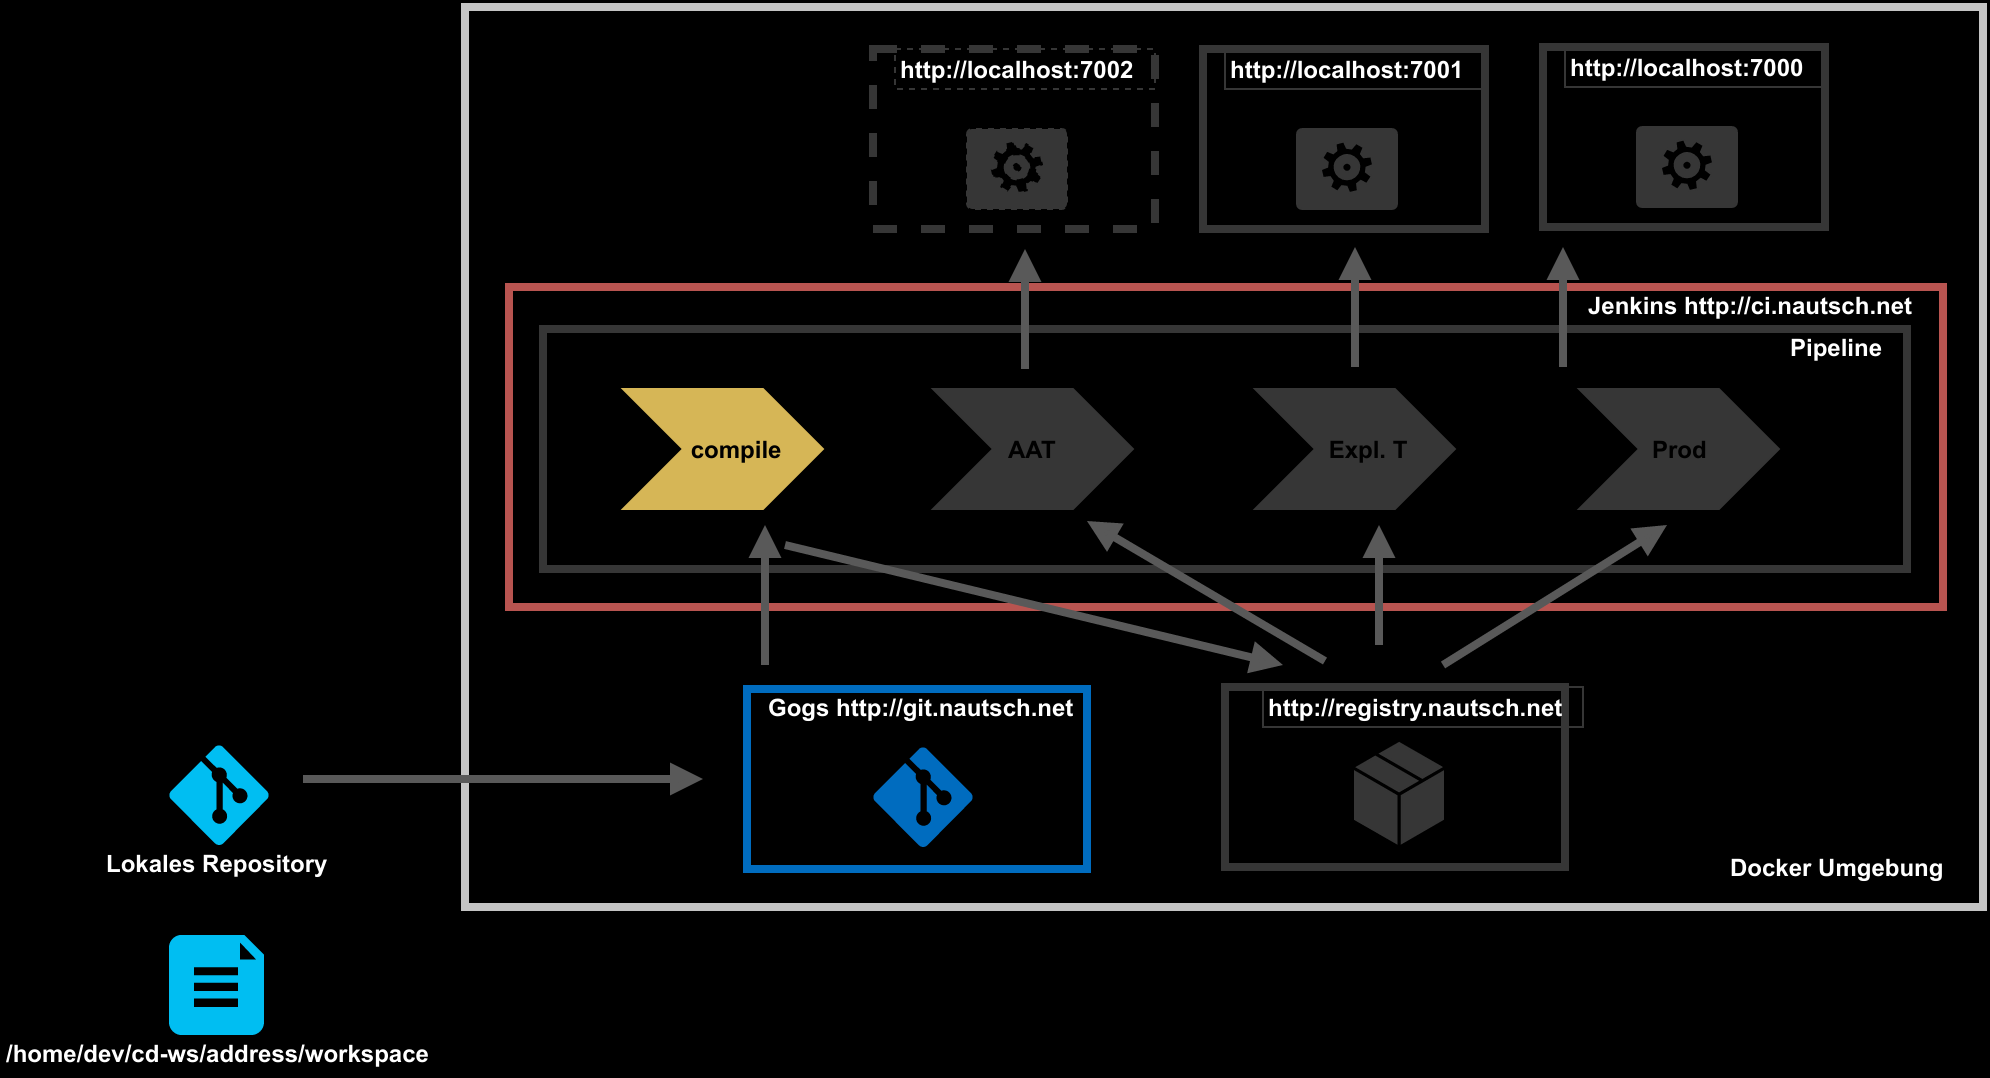 http://localhost:7002
http://localhost:7001
http://localhost:7000
Jenkins http://ci.nautsch.net
Pipeline
compile
AAT
Expl. T
Prod
Gogs http://git.nautsch.net
http://registry.nautsch.net
Lokales Repository
Docker Umgebung
/home/dev/cd-ws/address/workspace